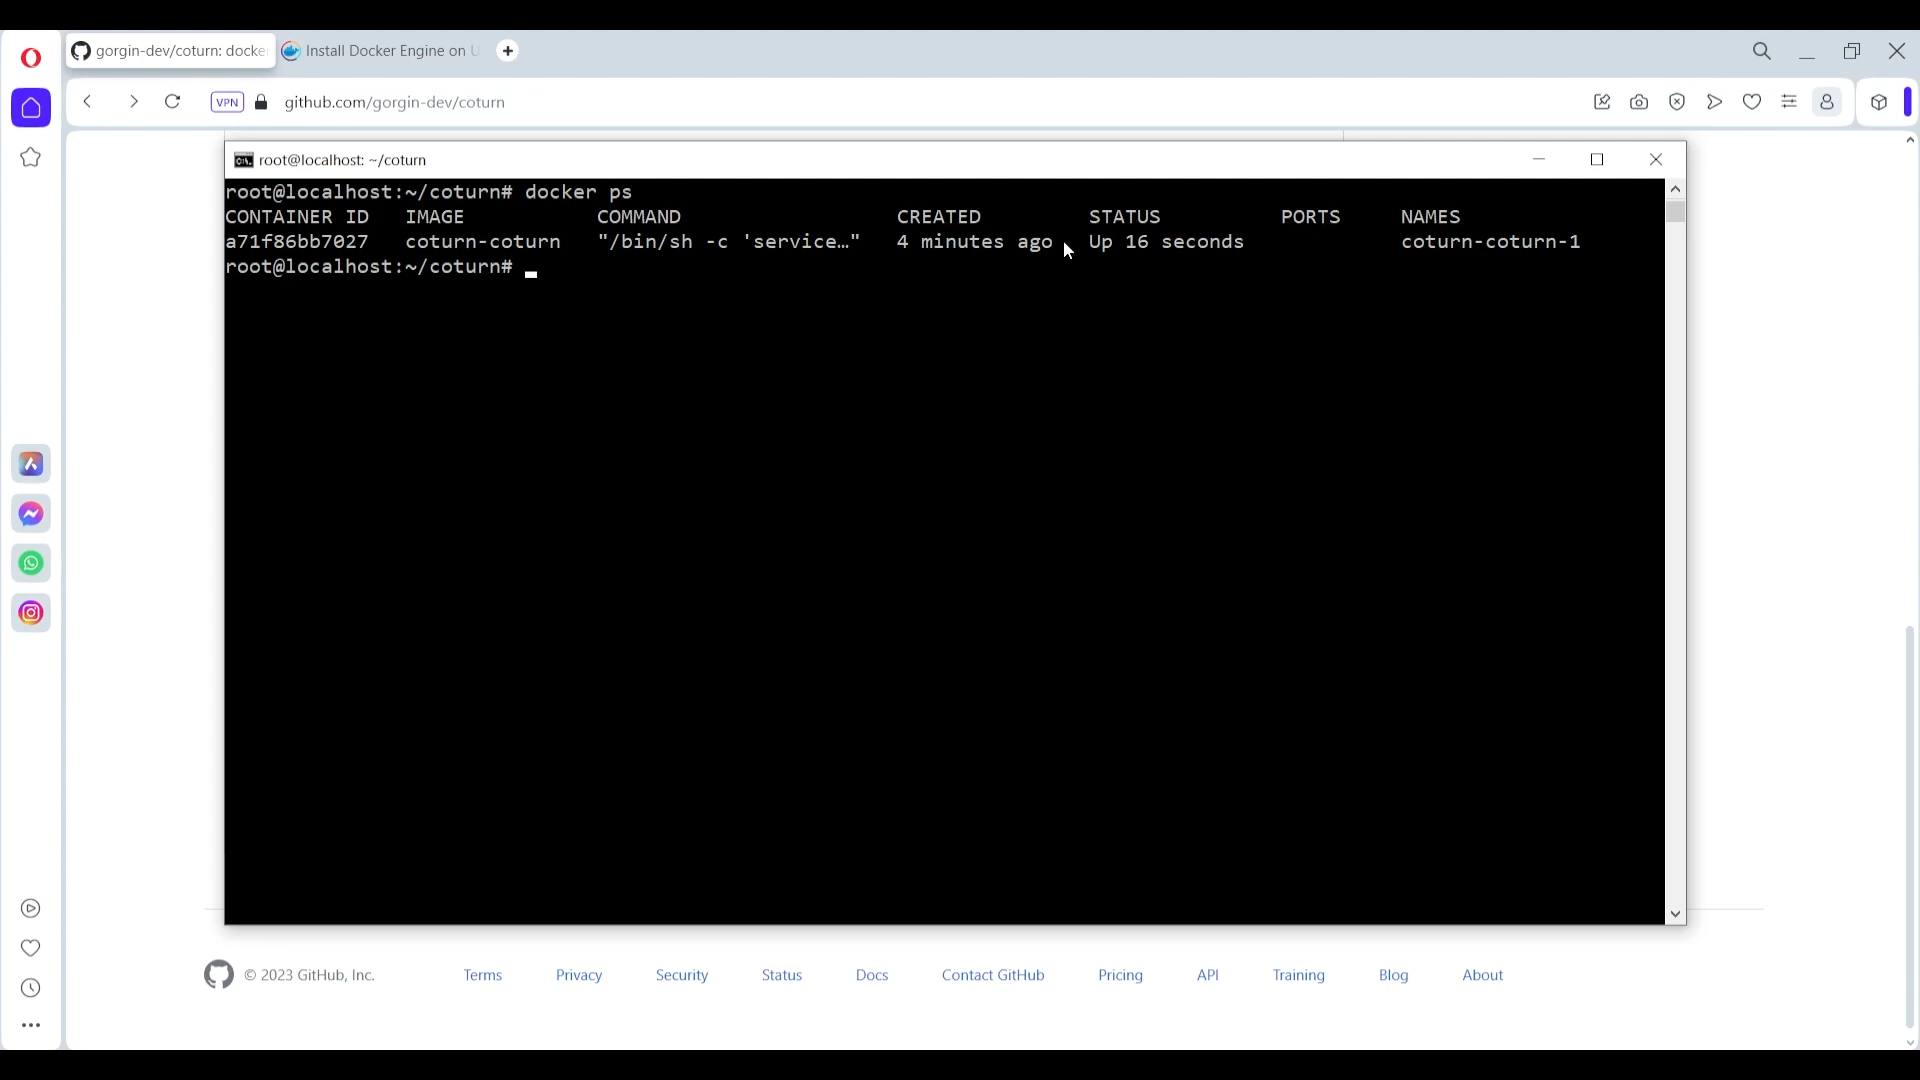 gorgin-dev/coturn: docke
Install Docker Engine on U
VPN
github.com/gorgin-dev/coturn
root@localhost: ~/coturn
root@localhost:~/coturn# docker ps
CONTAINER ID IMAGE COMMAND CREATED STATUS PORTS NAMES
a71f86bb7027 coturn-coturn "/bin/sh -c 'service…" 4 minutes ago Up 16 seconds coturn-coturn-1
root@localhost:~/coturn#
© 2023 GitHub, Inc. Terms Privacy Security Status Docs Contact GitHub Pricing API Training Blog About